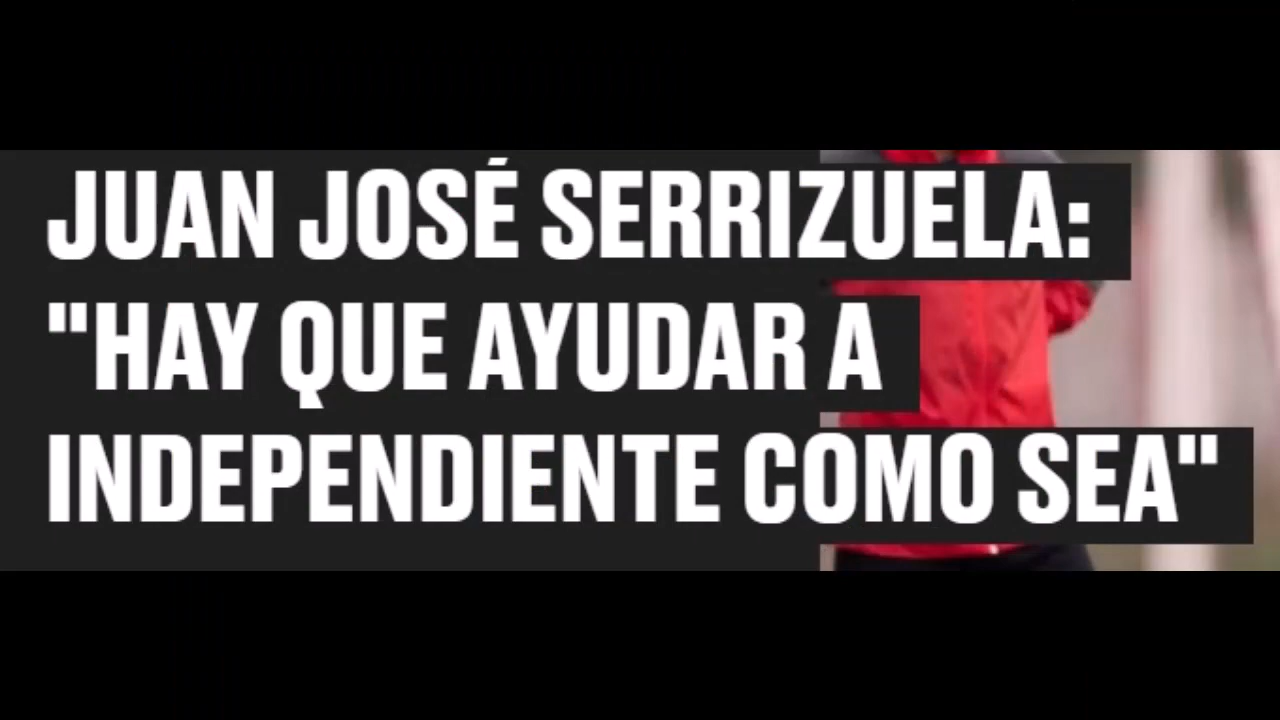 JUAN JOSÉ SERRIZUELA:
"HAY QUE AYUDAR A
INDEPENDIENTE COMO SEA"